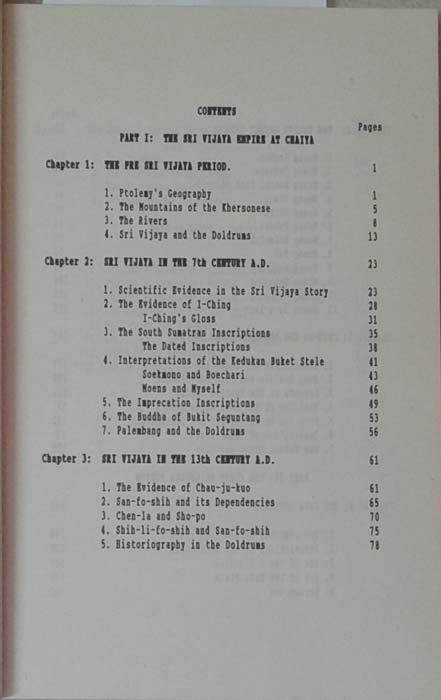 CONTENTS
Pages
PART I: THE SRI VIJAYA EMPIRE AT CHAIYA
Chapter 1: THE PRE SRI VIJAYA PERIOD. 1
1. Ptolemy's Geography 1
2. The Mountains of the Khersonese 5
3. The Rivers 8
4. Sri Vijaya and the Doldrums 13
Chapter 2: SRI VIJAYA IN THE 7th CENTURY A.D. 23
1. Scientific Evidence in the Sri Vijaya Story 23
2. The Evidence of I-Ching 28
I-Ching's Gloss 31
3. The South Sumatran Inscriptions 35
The Dated Inscriptions 38
4. Interpretations of the Kedukan Buket Stele 41
Soekmono and Boechari 43
Moens and Myself 46
5. The Imprecation Inscriptions 49
6. The Buddha of Bukit Seguntang 53
7. Palembang and the Doldrums 56
Chapter 3: SRI VIJAYA IN THE 13th CENTURY A.D. 61
1. The Evidence of Chau-ju-kuo 61
2. San-fo-shih and its Dependencies 65
3. Chen-la and Sho-po 70
4. Shih-li-fo-shih and San-fo-shih 75
5. Historiography in the Doldrums 78